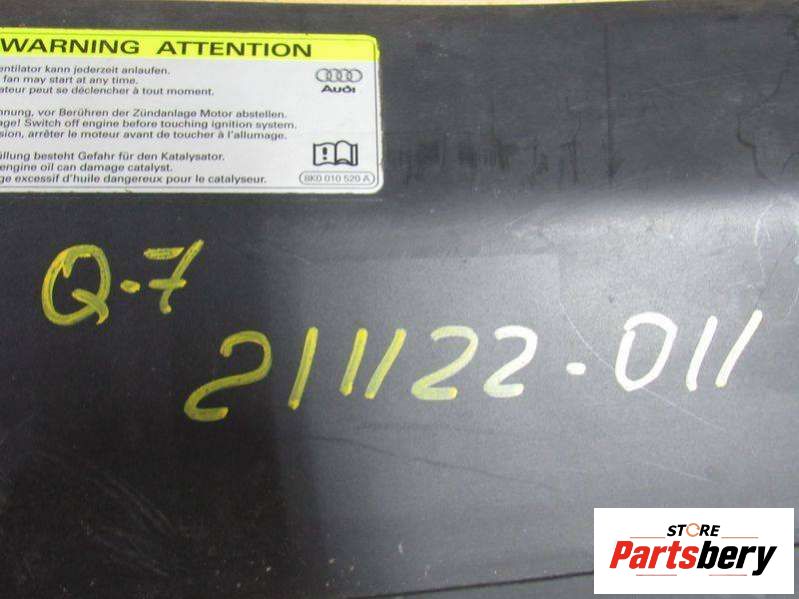 WARNING ATTENTION
entilator kann jederzeit anlaufen.
fan may start at any time.
ateur peut se déclencher à tout moment.
Audi
nung, vor Berühren der Zündanlage Motor abstellen.
age! Switch off engine before touching ignition system.
sion, arrêter le moteur avant de toucher à l'allumage.
üllung besteht Gefahr für den Katalysator.
engine oil can damage catalyst.
ge excessif d'huile dangereux pour le catalyseur.
8K0 010 520 A
Q-7
211122-011
STORE
Partsbery